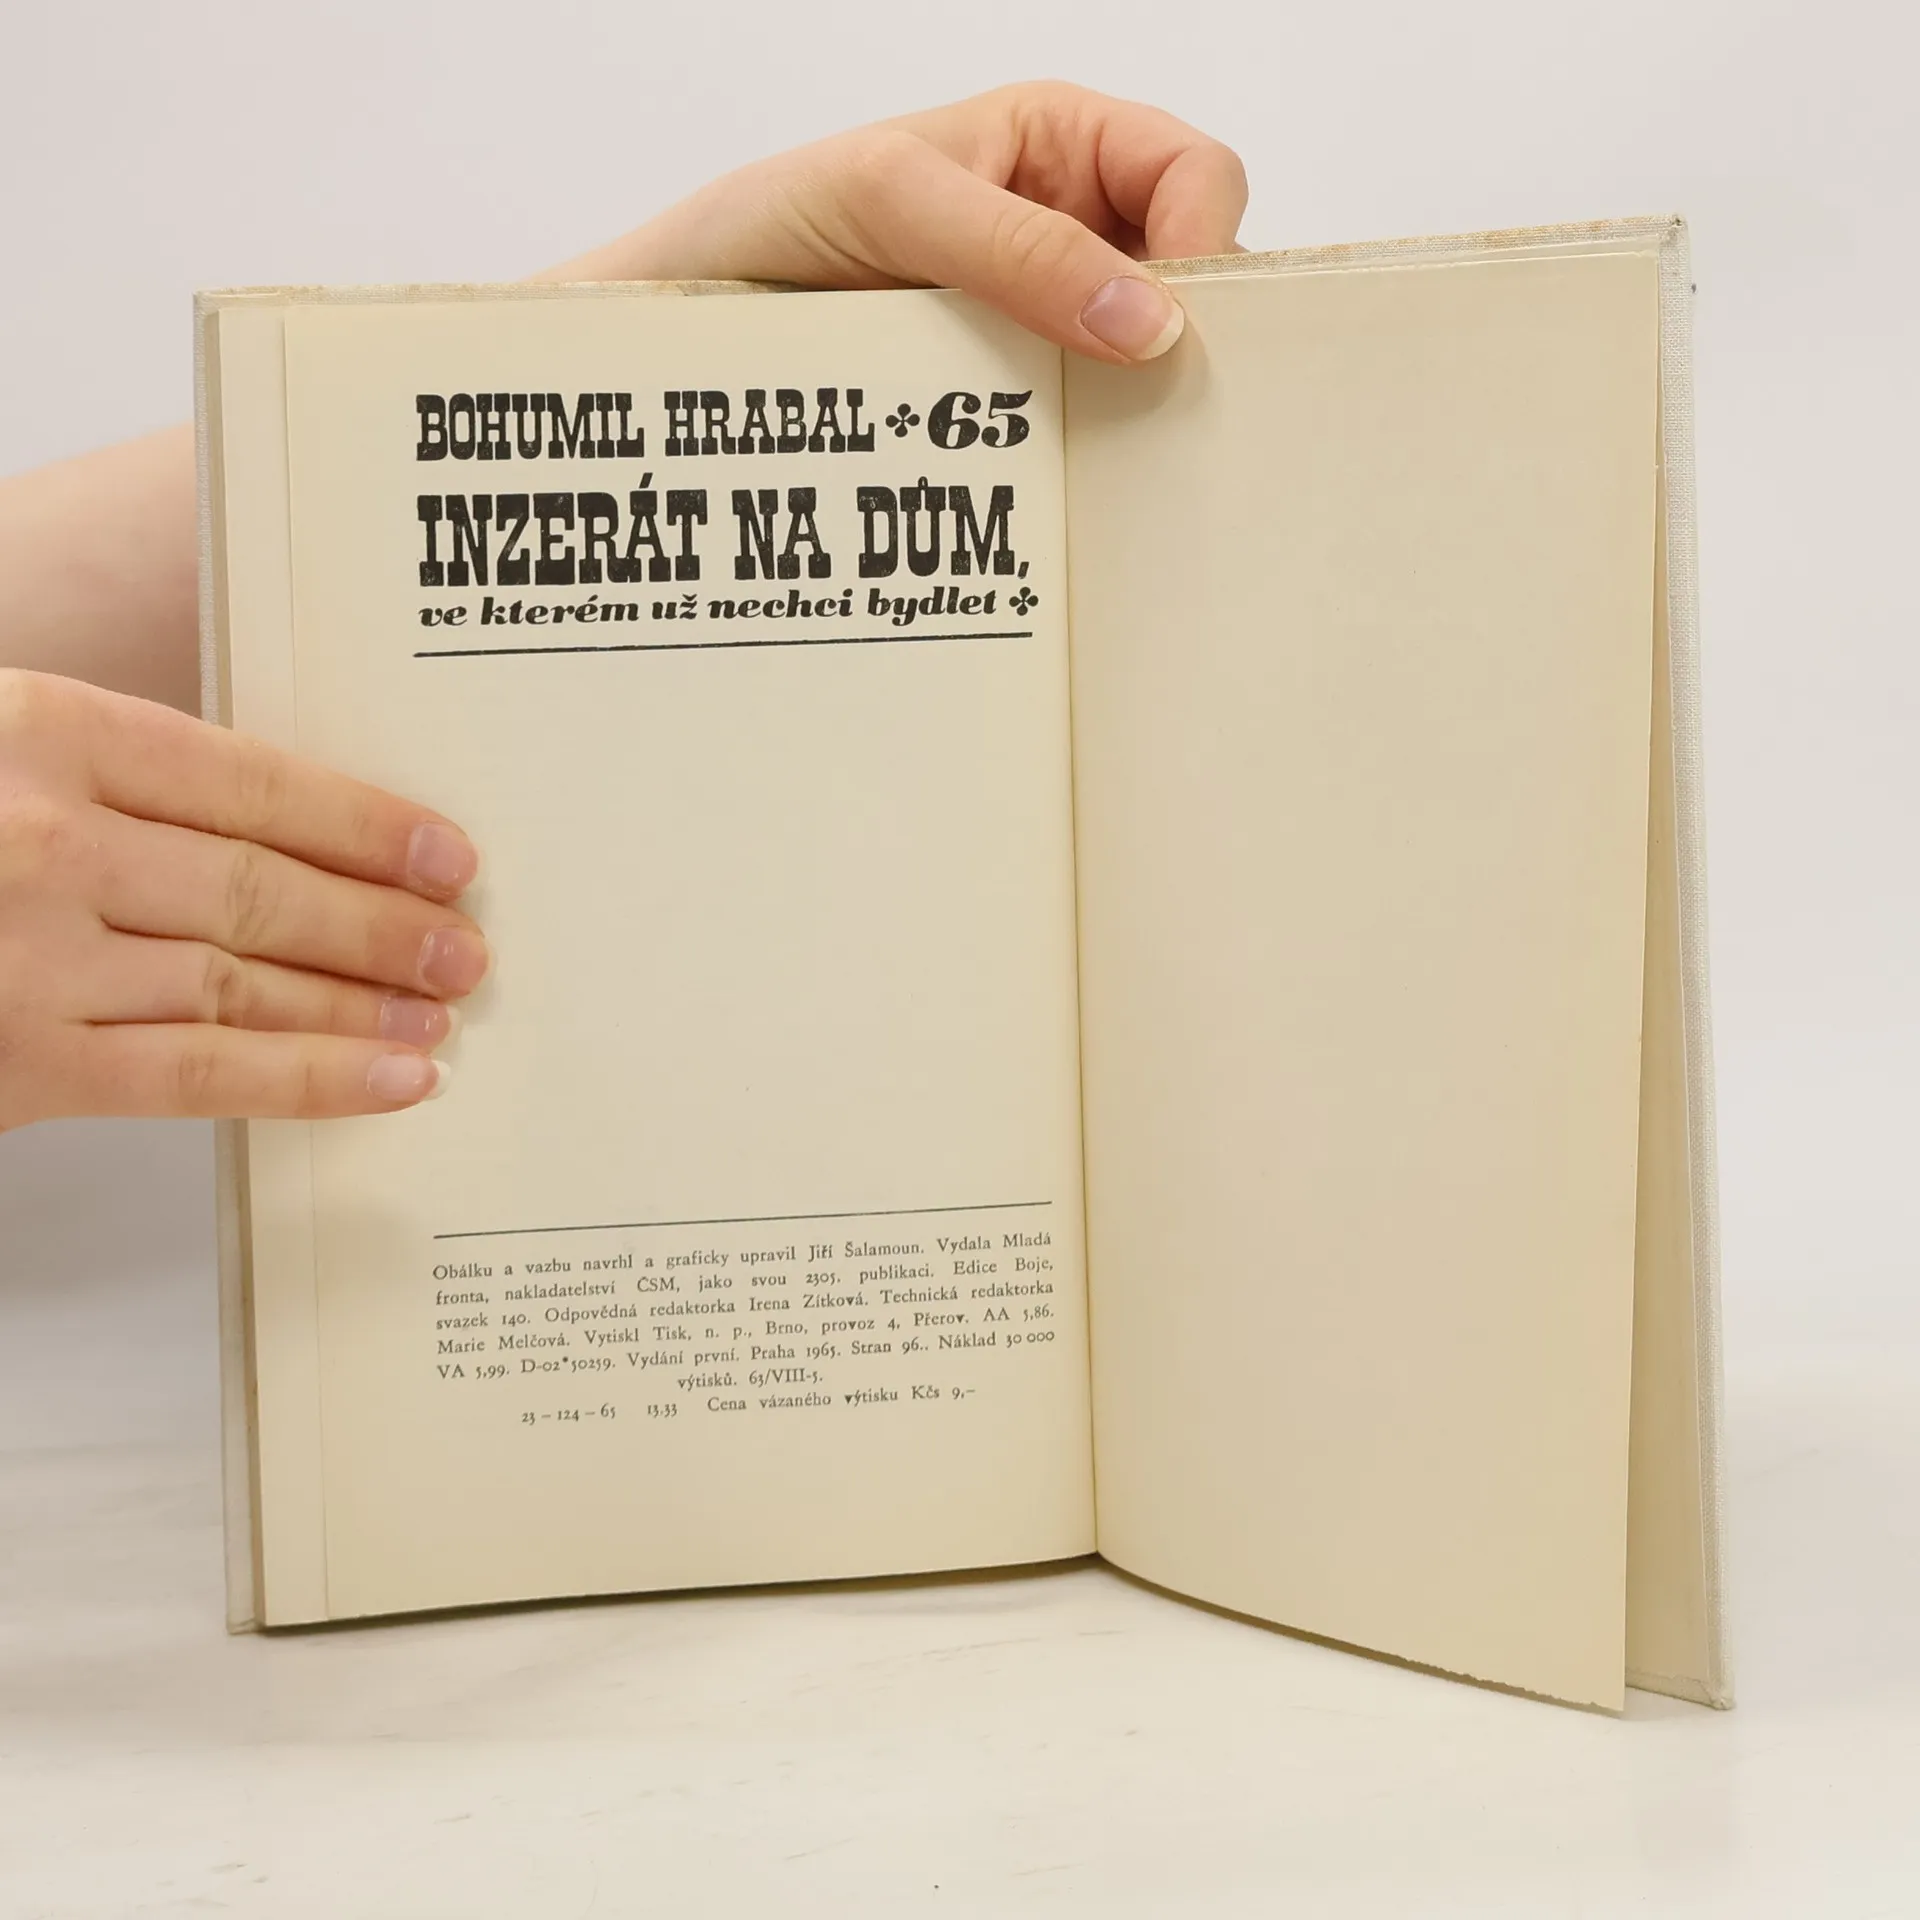 BOHUMIL HRABAL ✤ 65
INZERÁT NA DŮM,
ve kterém už nechci bydlet ✤
Obálku a vazbu navrhl a graficky upravil Jiří Šalamoun. Vydala Mladá
fronta, nakladatelství ČSM, jako svou 2305. publikaci. Edice Boje,
svazek 140. Odpovědná redaktorka Irena Zítková. Technická redaktorka
Marie Melčová. Vytiskl Tisk, n. p., Brno, provoz 4, Přerov. AA 5,86.
VA 5,99. D-02*50259. Vydání první. Praha 1965. Stran 96.. Náklad 30 000
výtisků. 63/VIII-5.
23 – 124 – 65 13.33 Cena vázaného výtisku Kčs 9,–